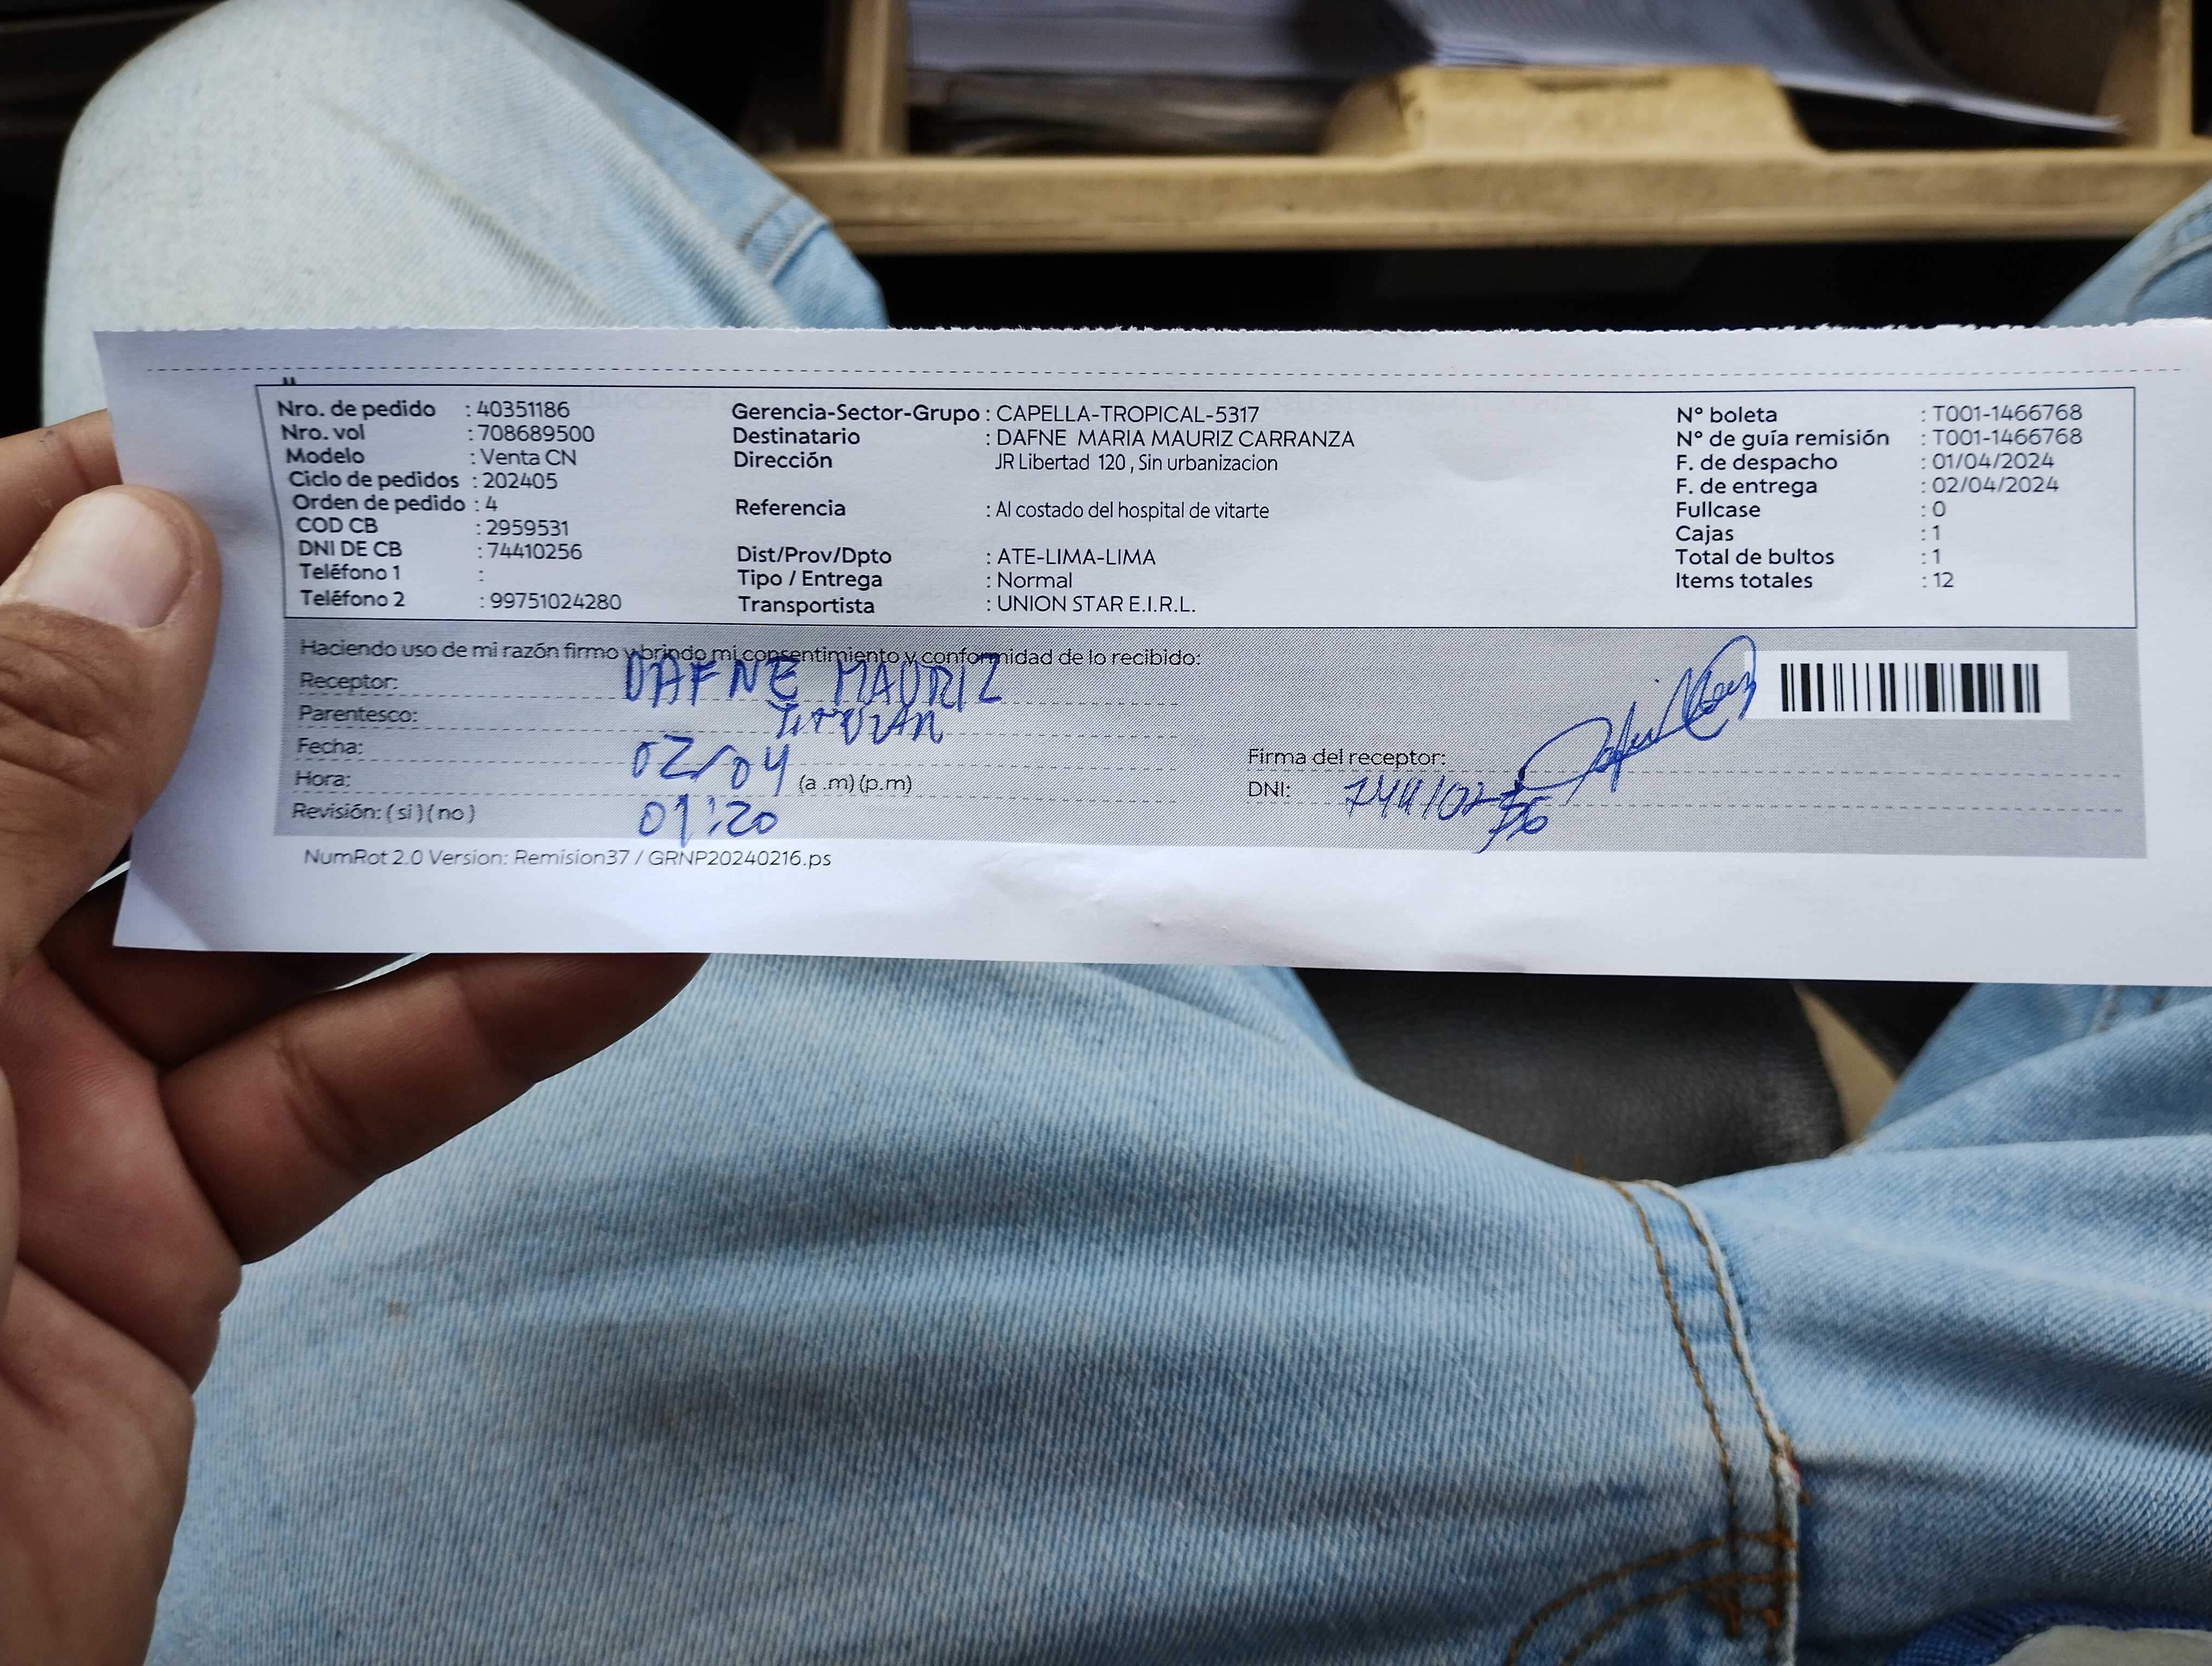 Nro. de pedido : 40351186
Nro. vol : 708689500
Modelo : Venta CN
Ciclo de pedidos : 202405
Orden de pedido : 4
COD CB : 2959531
DNI DE CB : 74410256
Teléfono 1 :
Teléfono 2 : 99751024280
Gerencia-Sector-Grupo : CAPELLA-TROPICAL-5317
Destinatario : DAFNE MARIA MAURIZ CARRANZA
Dirección JR Libertad 120 , Sin urbanizacion
Referencia : Al costado del hospital de vitarte
Dist/Prov/Dpto : ATE-LIMA-LIMA
Tipo / Entrega : Normal
Transportista : UNION STAR E.I.R.L.
N° boleta : T001-1466768
N° de guía remisión : T001-1466768
F. de despacho : 01/04/2024
F. de entrega : 02/04/2024
Fullcase : 0
Cajas : 1
Total de bultos : 1
Items totales : 12
Haciendo uso de mi razón firmo y brindo mi consentimiento y conformidad de lo recibido:
Receptor: DAFNE MAURIZ
Parentesco: TITULAR
Fecha: 02/04
Hora: (a .m) (p.m)
Revisión: ( si ) ( no ) 01:20
Firma del receptor:
DNI:
NumRot 2.0 Version: Remision37 / GRNP20240216.ps